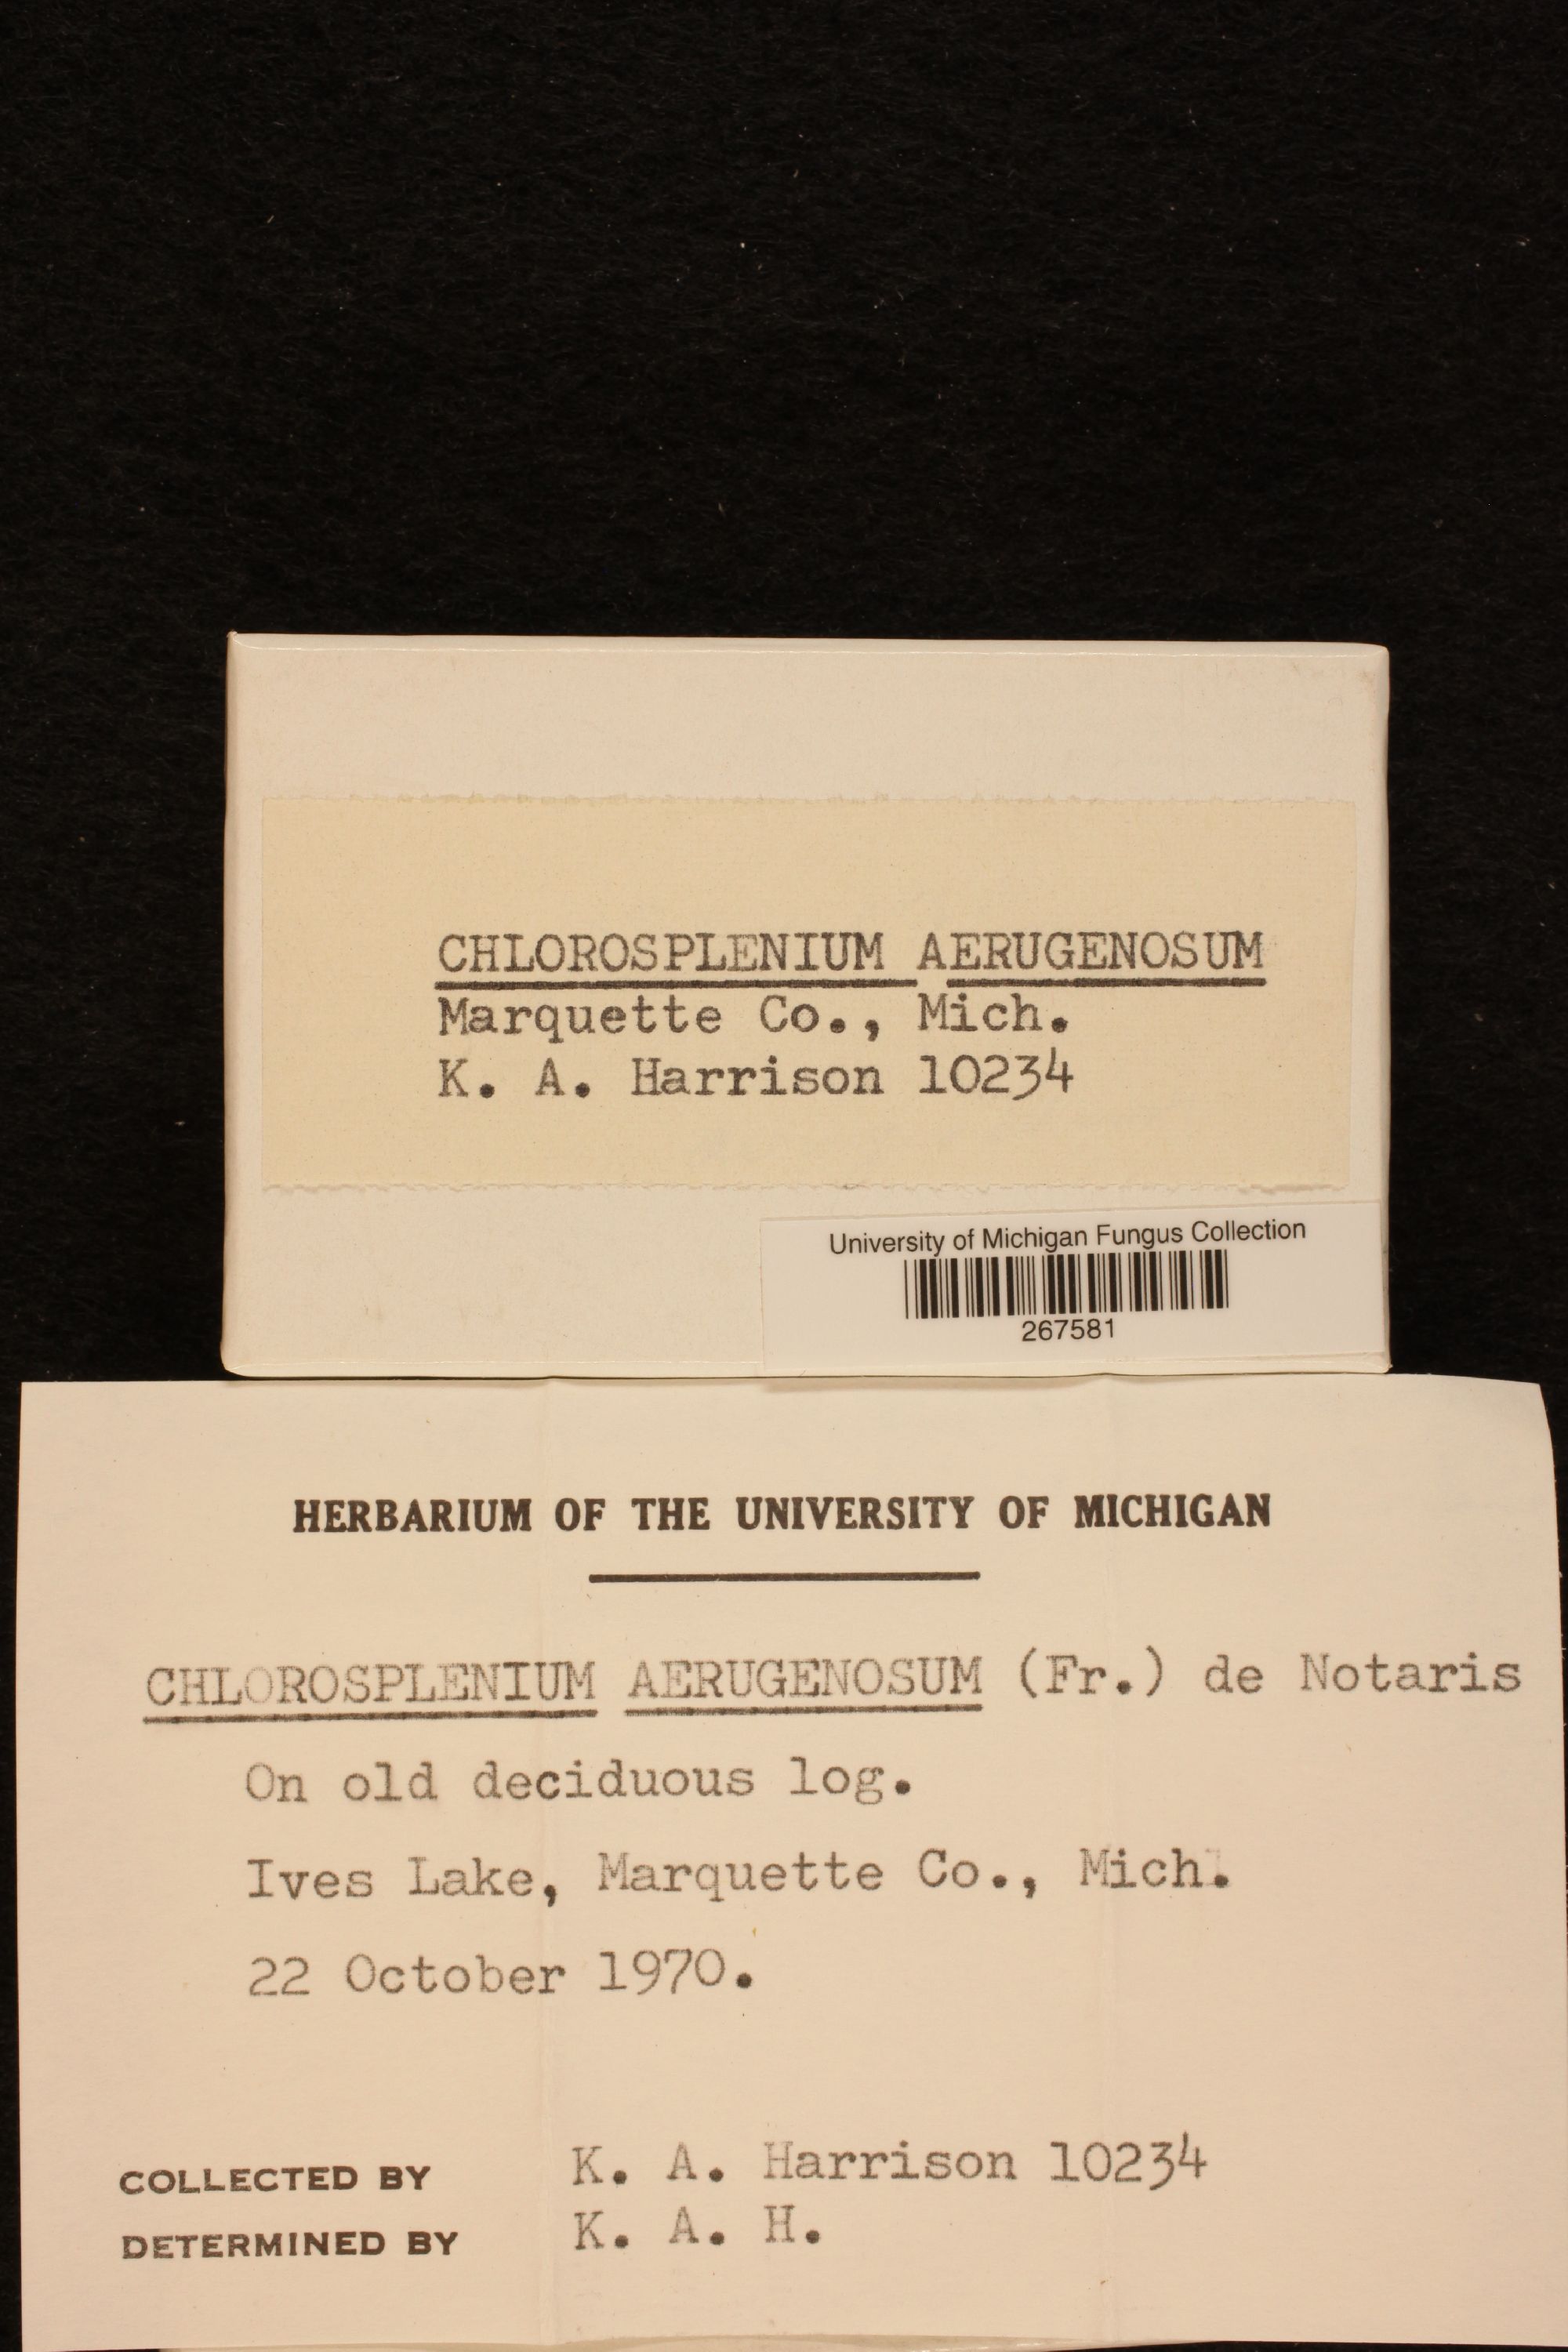 CHLOROSPLENIUM AERUGENOSUM
Marquette Co., Mich.
K. A. Harrison 10234
University of Michigan Fungus Collection
267581
HERBARIUM OF THE UNIVERSITY OF MICHIGAN
CHLOROSPLENIUM AERUGENOSUM (Fr.) de Notaris
On old deciduous log.
Ives Lake, Marquette Co., Mich.
22 October 1970.
COLLECTED BY K. A. Harrison 10234
DETERMINED BY K. A. H.